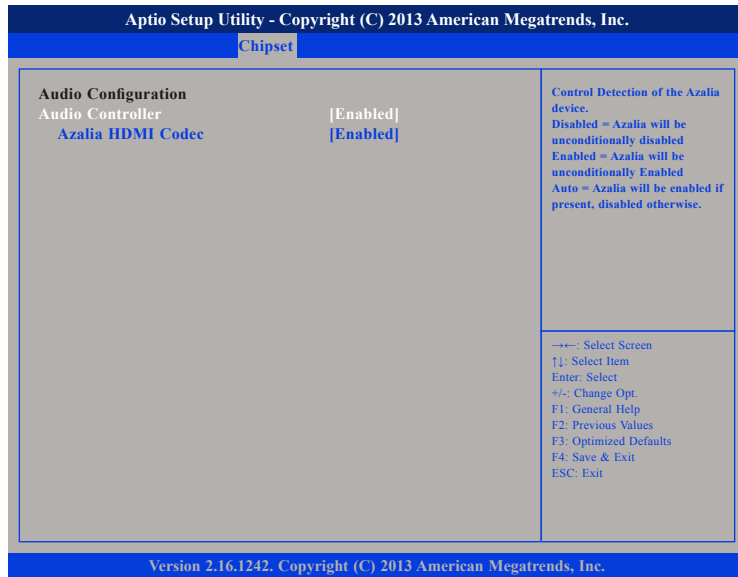 Aptio Setup Utility - Copyright (C) 2013 American Megatrends, Inc.
Chipset
Audio Configuration
Audio Controller [Enabled]
Azalia HDMI Codec [Enabled]
Control Detection of the Azalia
device.
Disabled = Azalia will be
unconditionally disabled
Enabled = Azalia will be
unconditionally Enabled
Auto = Azalia will be enabled if
present, disabled otherwise.
→←: Select Screen
↑↓: Select Item
Enter: Select
+/-: Change Opt.
F1: General Help
F2: Previous Values
F3: Optimized Defaults
F4: Save & Exit
ESC: Exit
Version 2.16.1242. Copyright (C) 2013 American Megatrends, Inc.